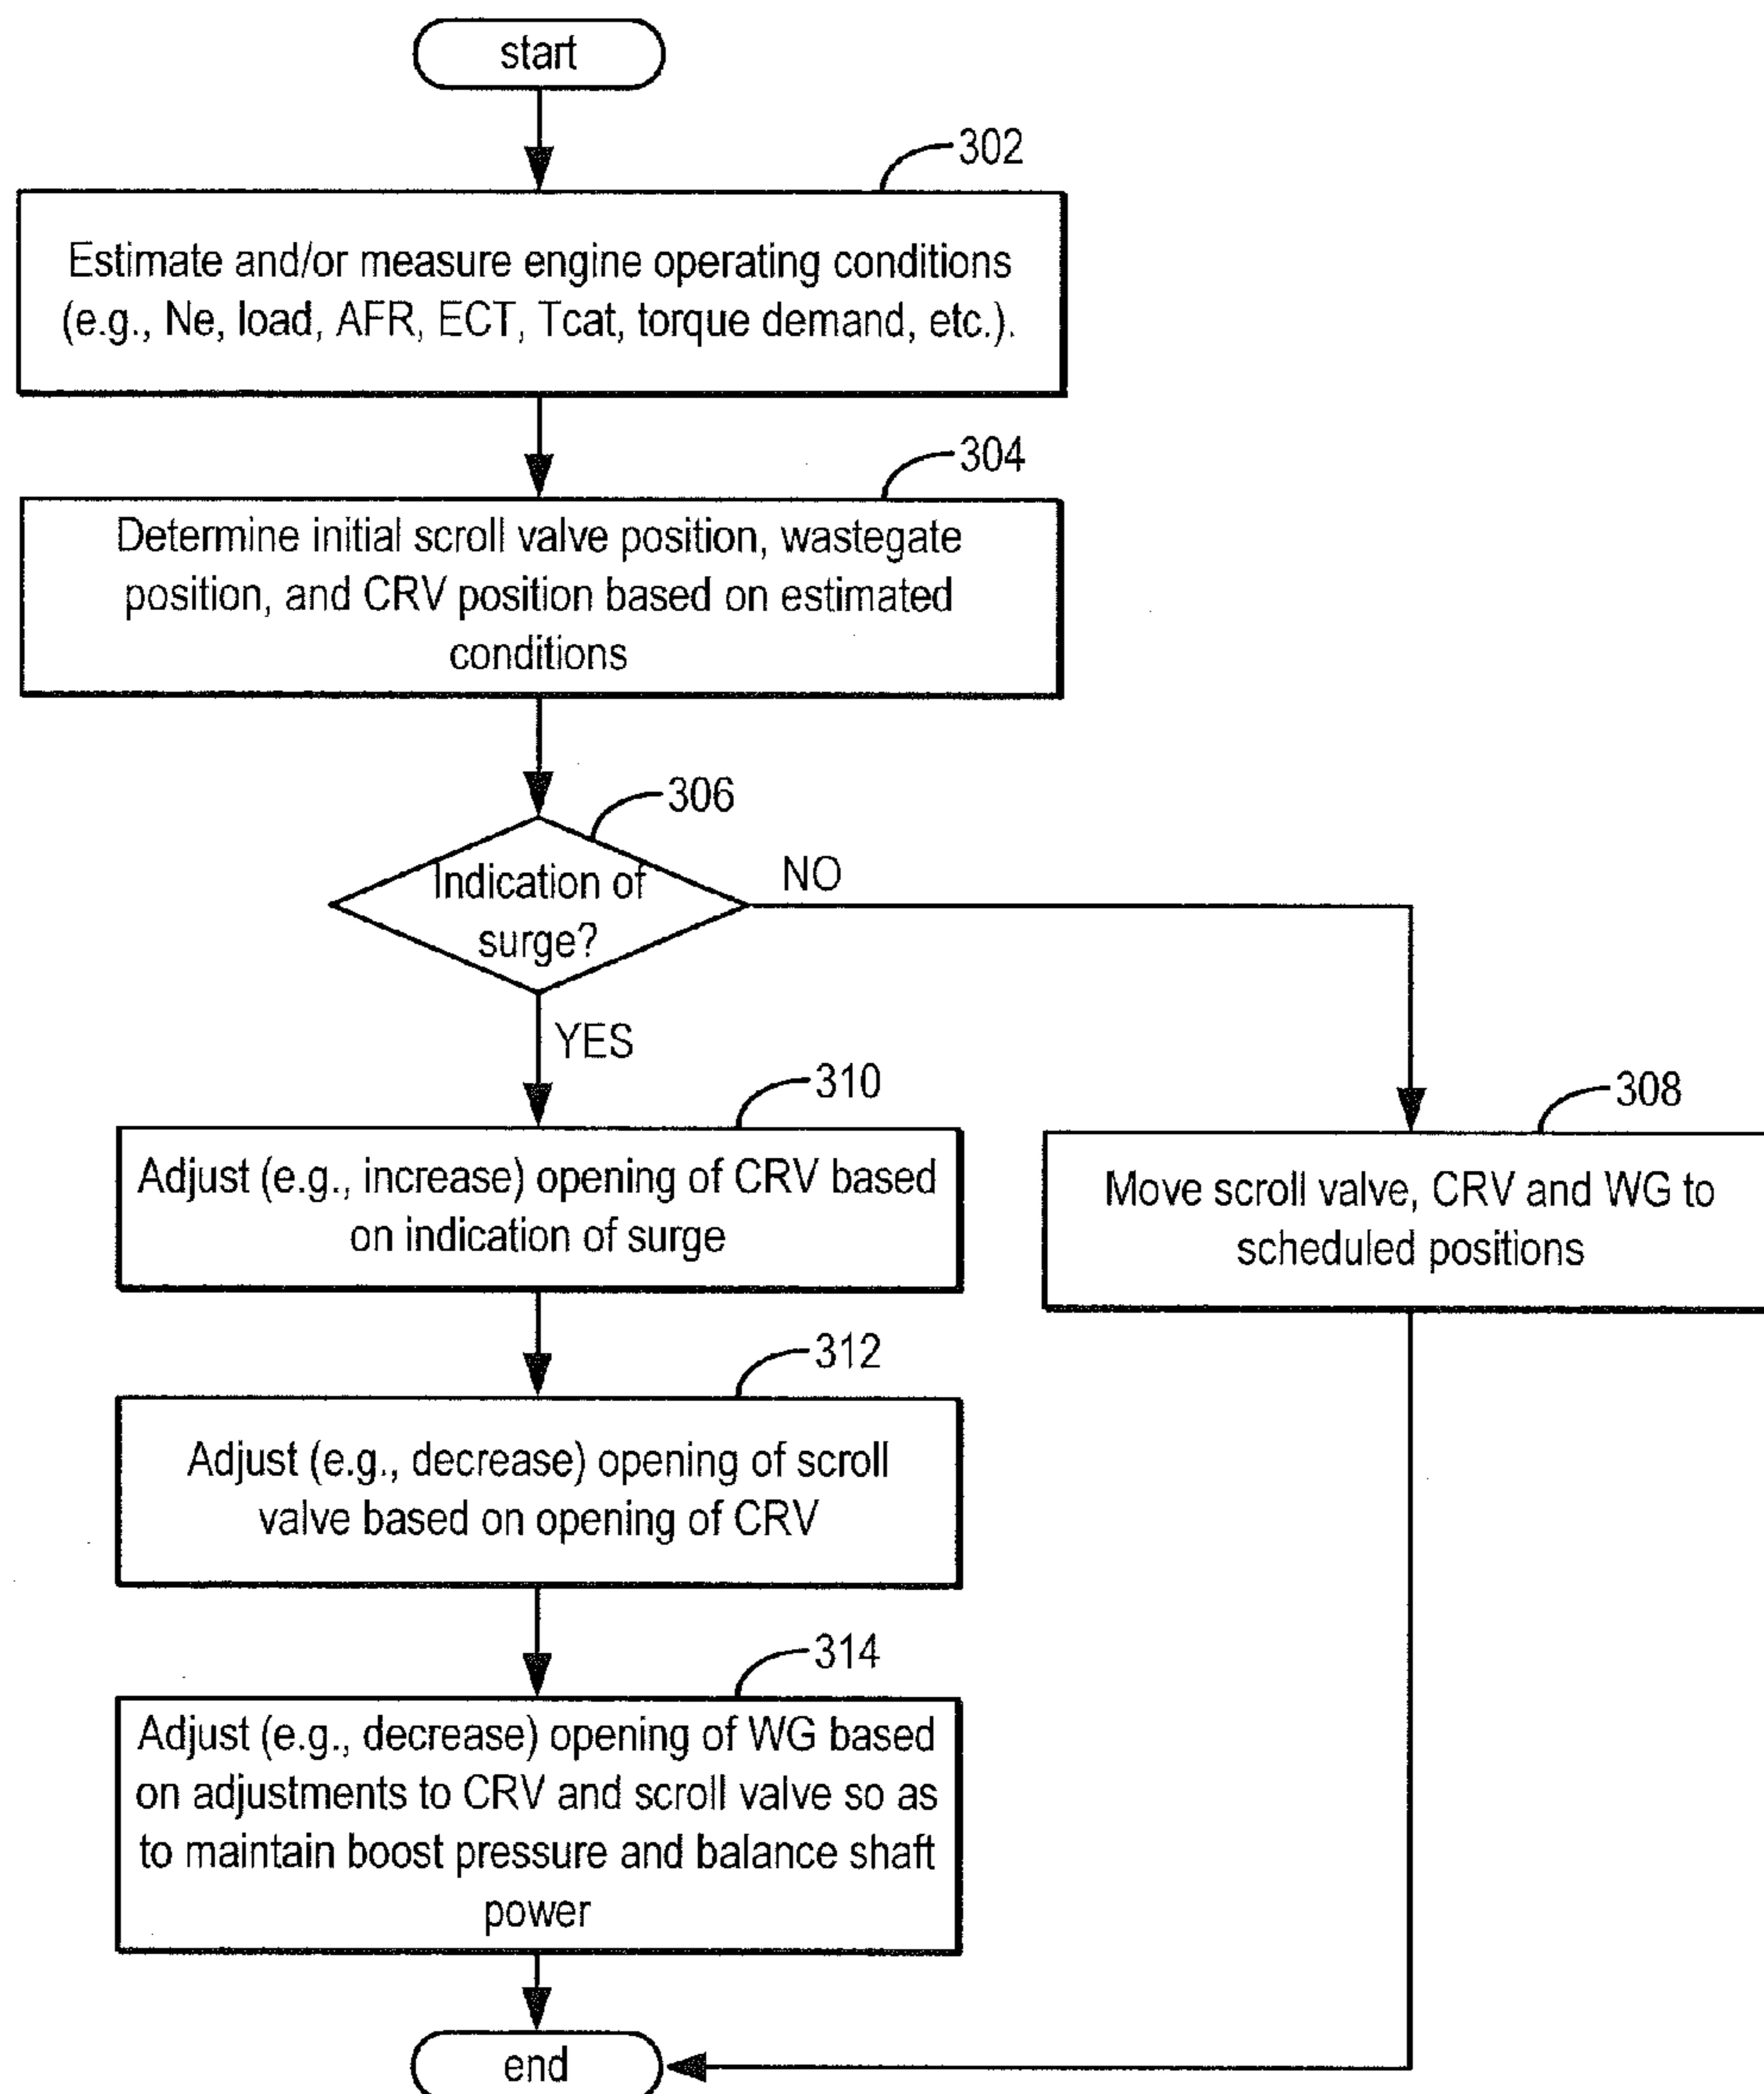 start
302
Estimate and/or measure engine operating conditions
(e.g., Ne, load, AFR, ECT, Tcat, torque demand, etc.).
304
Determine initial scroll valve position, wastegate
position, and CRV position based on estimated
conditions
306
Indication of
surge?
NO
YES
310
Adjust (e.g., increase) opening of CRV based
on indication of surge
308
Move scroll valve, CRV and WG to
scheduled positions
312
Adjust (e.g., decrease) opening of scroll
valve based on opening of CRV
314
Adjust (e.g., decrease) opening of WG based
on adjustments to CRV and scroll valve so as
to maintain boost pressure and balance shaft
power
end